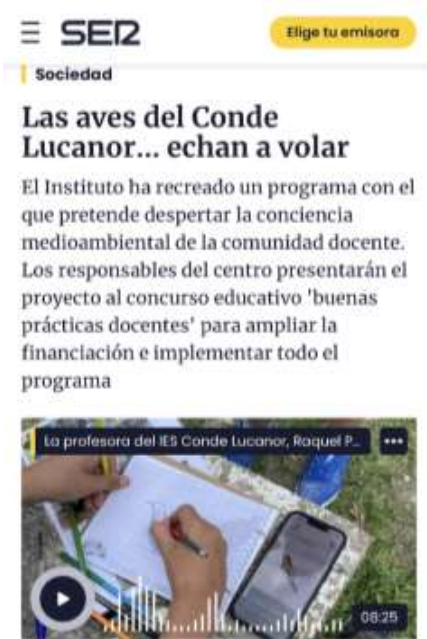 SER
Elige tu emisora
Sociedad
Las aves del Conde
Lucanor... echan a volar
El Instituto ha recreado un programa con el
que pretende despertar la conciencia
medioambiental de la comunidad docente.
Los responsables del centro presentarán el
proyecto al concurso educativo 'buenas
prácticas docentes' para ampliar la
financiación e implementar todo el
programa
La profesora del IES Conde Lucanor, Raquel P...
08:25